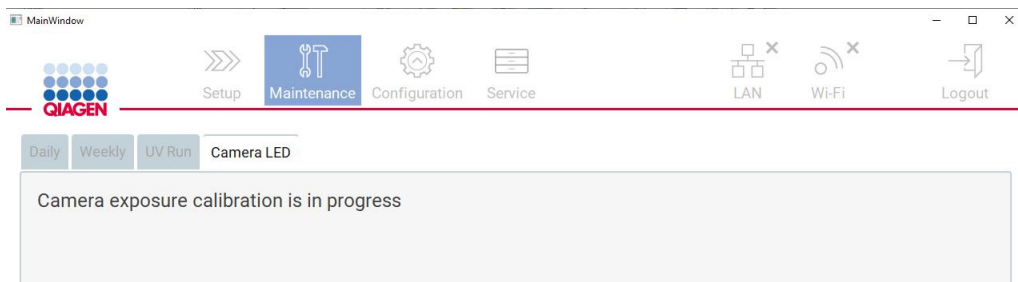 MainWindow
QIAGEN
Setup Maintenance Configuration Service LAN Wi-Fi Logout
Daily Weekly UV Run Camera LED
Camera exposure calibration is in progress